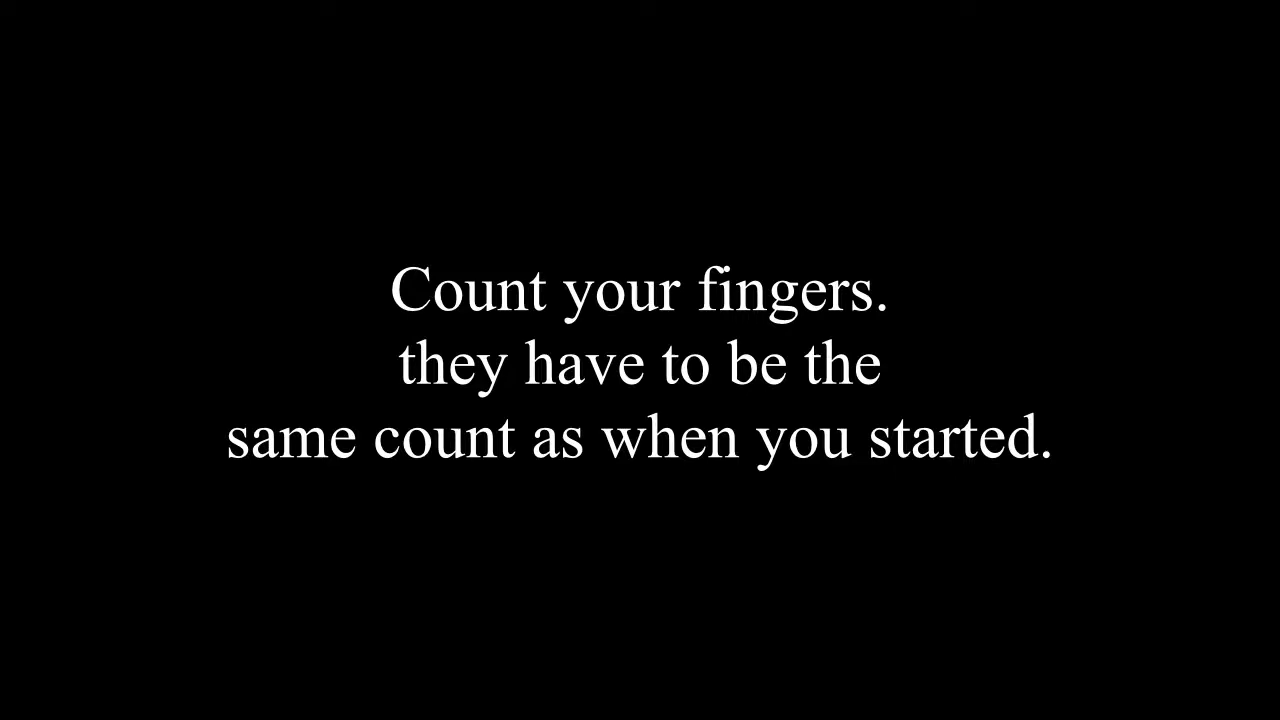 Count your fingers.
they have to be the
same count as when you started.